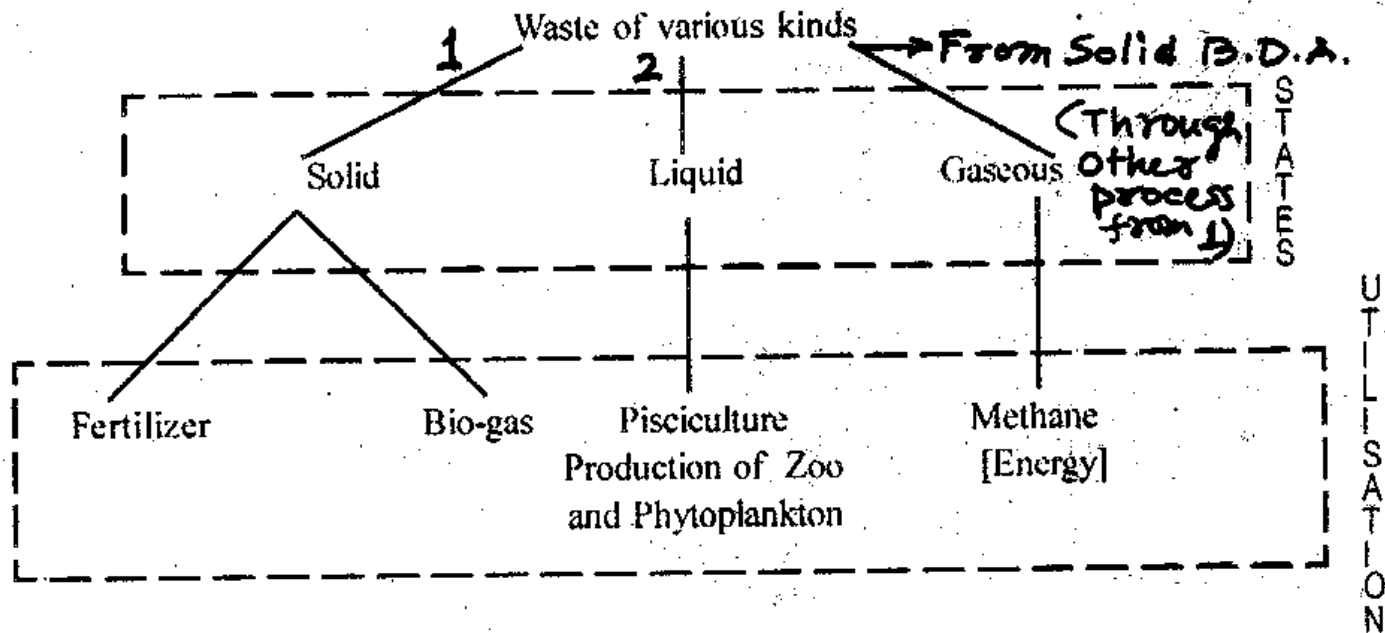 Waste of various kinds
1
2
From Solid B.D.A.
Solid
Liquid
Gaseous
(Through
Other
process
from 1)
STATES
Fertilizer
Bio-gas
Pisciculture
Production of Zoo
and Phytoplankton
Methane
[Energy]
UTILISATION